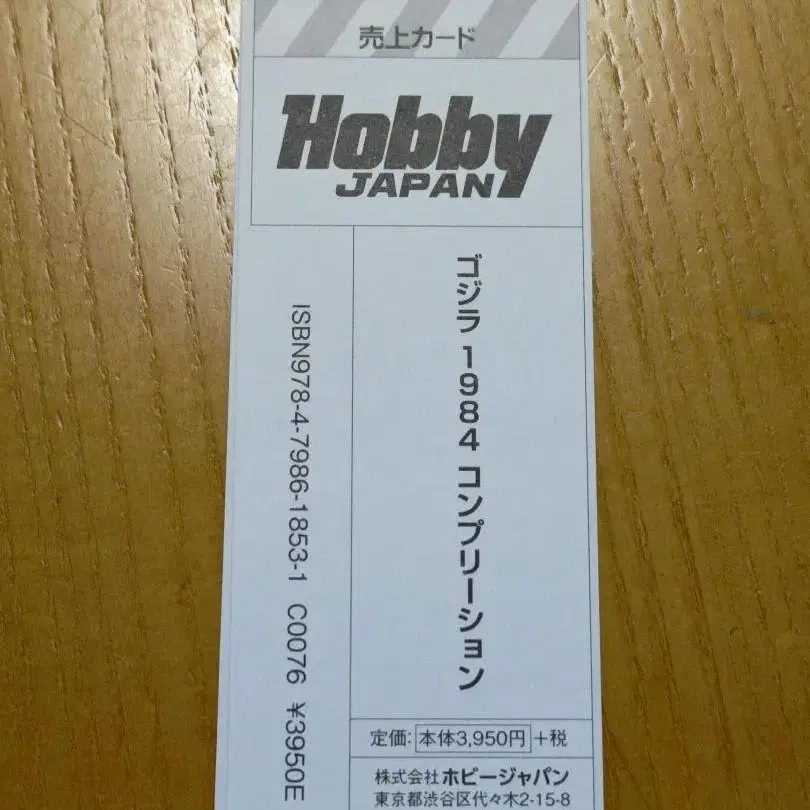 売上カード
Hobby
JAPAN
ゴジラ 1984 コンプリーション
ISBN978-4-7986-1853-1 C0076 ¥3950E
定価: 本体3,950円 +税
株式会社 ホビージャパン
東京都渋谷区代々木2-15-8